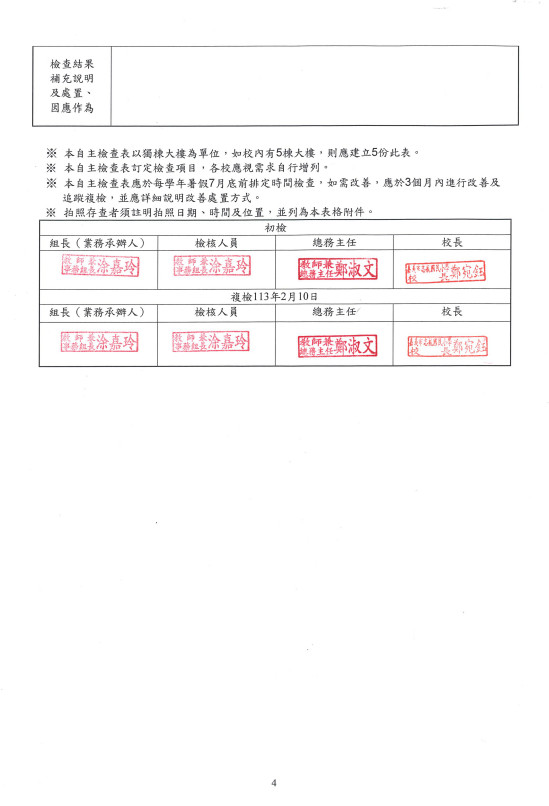 檢查結果
補充說明
及處置、
因應作為
※ 本自主檢查表以獨棟大樓為單位，如校內有5棟大樓，則應建立5份此表。
※ 本自主檢查表訂定檢查項目，各校應視需求自行增列。
※ 本自主檢查表應於每學年暑假7月底前排定時間檢查，如需改善，應於3個月內進行改善及
追蹤複檢，並應詳細說明改善處置方式。
※ 拍照存查者須註明拍照日期、時間及位置，並列為本表格附件。
初檢
組長（業務承辦人） 檢核人員 總務主任 校長
教師兼 事務組長 涂嘉玲 教師兼 事務組長 涂嘉玲 教師兼 總務主任 鄭淑文 校長 鄭宛鈺
複檢113年2月10日
組長（業務承辦人） 檢核人員 總務主任 校長
教師兼 事務組長 涂嘉玲 教師兼 事務組長 涂嘉玲 教師兼 總務主任 鄭淑文 校長 鄭宛鈺
4